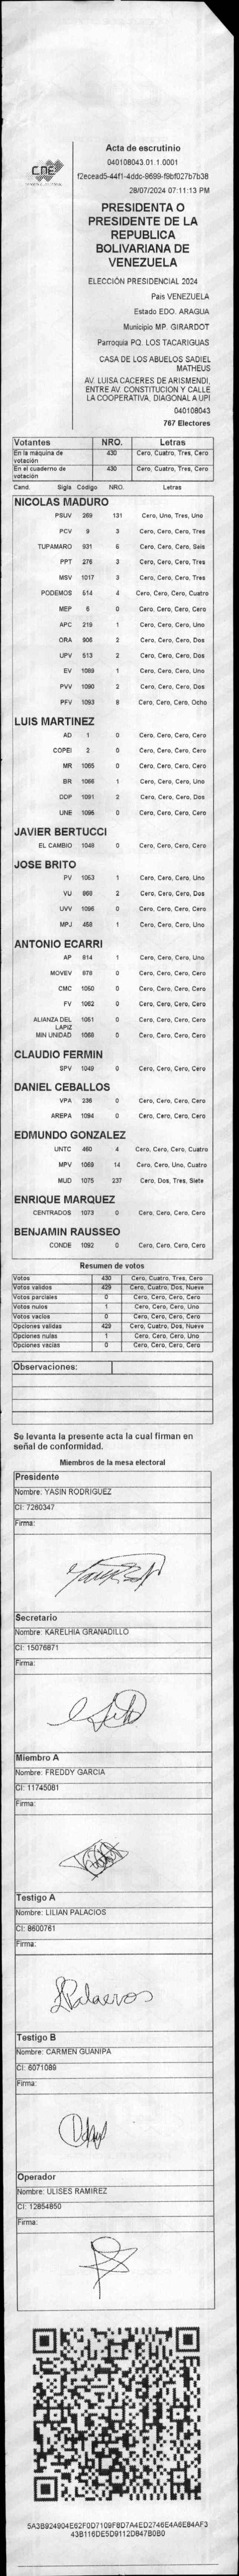 CNE
Acta de escrutinio
040108043.01.1.0001
f2ecead5-44f1-4ddc-9699-f9bf027b7b38
28/07/2024 07:11:13 PM
PRESIDENTA O
PRESIDENTE DE LA
REPUBLICA
BOLIVARIANA DE
VENEZUELA
ELECCIÓN PRESIDENCIAL 2024
Pais VENEZUELA
Estado EDO. ARAGUA
Municipio MP. GIRARDOT
Parroquia PQ. LOS TACARIGUAS
CASA DE LOS ABUELOS SADIEL
MATHEUS
AV. LUISA CACERES DE ARISMENDI,
ENTRE AV. CONSTITUCION Y CALLE
LA COOPERATIVA, DIAGONAL A UPI
040108043
767 Electores
Votantes NRO. Letras
En la máquina de votación 430 Cero, Cuatro, Tres, Cero
En el cuaderno de votación 430 Cero, Cuatro, Tres, Cero
Cand. Sigla Código NRO. Letras
NICOLAS MADURO
PSUV 269 131 Cero, Uno, Tres, Uno
PCV 9 3 Cero, Cero, Cero, Tres
TUPAMARO 931 6 Cero, Cero, Cero, Seis
PPT 276 3 Cero, Cero, Cero, Tres
MSV 1017 3 Cero, Cero, Cero, Tres
PODEMOS 514 4 Cero, Cero, Cero, Cuatro
MEP 6 0 Cero, Cero, Cero, Cero
APC 219 1 Cero, Cero, Cero, Uno
ORA 906 2 Cero, Cero, Cero, Dos
UPV 513 2 Cero, Cero, Cero, Dos
EV 1089 1 Cero, Cero, Cero, Uno
PVV 1090 2 Cero, Cero, Cero, Dos
PFV 1093 8 Cero, Cero, Cero, Ocho
LUIS MARTINEZ
AD 1 0 Cero, Cero, Cero, Cero
COPEI 2 0 Cero, Cero, Cero, Cero
MR 1065 0 Cero, Cero, Cero, Cero
BR 1066 1 Cero, Cero, Cero, Uno
DDP 1091 2 Cero, Cero, Cero, Dos
UNE 1095 0 Cero, Cero, Cero, Cero
JAVIER BERTUCCI
EL CAMBIO 1048 0 Cero, Cero, Cero, Cero
JOSE BRITO
PV 1053 1 Cero, Cero, Cero, Uno
VU 969 2 Cero, Cero, Cero, Dos
UVV 1096 0 Cero, Cero, Cero, Cero
MPJ 458 1 Cero, Cero, Cero, Uno
ANTONIO ECARRI
AP 814 1 Cero, Cero, Cero, Uno
MOVEV 878 0 Cero, Cero, Cero, Cero
CMC 1050 0 Cero, Cero, Cero, Cero
FV 1062 0 Cero, Cero, Cero, Cero
ALIANZA DEL LAPIZ 1051 0 Cero, Cero, Cero, Cero
MIN UNIDAD 1068 0 Cero, Cero, Cero, Cero
CLAUDIO FERMIN
SPV 1049 0 Cero, Cero, Cero, Cero
DANIEL CEBALLOS
VPA 236 0 Cero, Cero, Cero, Cero
AREPA 1094 0 Cero, Cero, Cero, Cero
EDMUNDO GONZALEZ
UNTC 460 4 Cero, Cero, Cero, Cuatro
MPV 1069 14 Cero, Cero, Uno, Cuatro
MUD 1075 237 Cero, Dos, Tres, Siete
ENRIQUE MARQUEZ
CENTRADOS 1073 0 Cero, Cero, Cero, Cero
BENJAMIN RAUSSEO
CONDE 1092 0 Cero, Cero, Cero, Cero
Resumen de votos
Votos 430 Cero, Cuatro, Tres, Cero
Votos validos 429 Cero, Cuatro, Dos, Nueve
Votos parciales 0 Cero, Cero, Cero, Cero
Votos nulos 1 Cero, Cero, Cero, Uno
Votos vacios 0 Cero, Cero, Cero, Cero
Opciones validas 429 Cero, Cuatro, Dos, Nueve
Opciones nulas 1 Cero, Cero, Cero, Uno
Opciones vacias 0 Cero, Cero, Cero, Cero
Observaciones:
Se levanta la presente acta la cual firman en
señal de conformidad.
Miembros de la mesa electoral
Presidente
Nombre: YASIN RODRIGUEZ
CI: 7260347
Firma:
Secretario
Nombre: KARELHIA GRANADILLO
CI: 15076871
Firma:
Miembro A
Nombre: FREDDY GARCIA
CI: 11745081
Firma:
Testigo A
Nombre: LILIAN PALACIOS
CI: 8600761
Firma:
Testigo B
Nombre: CARMEN GUANIPA
CI: 6071089
Firma:
Operador
Nombre: ULISES RAMIREZ
CI: 12854850
Firma:
5A3B924904E62F0D7109F8D7A4ED2746E4A6E84AF3
43B116DE5D9112D847B0B0